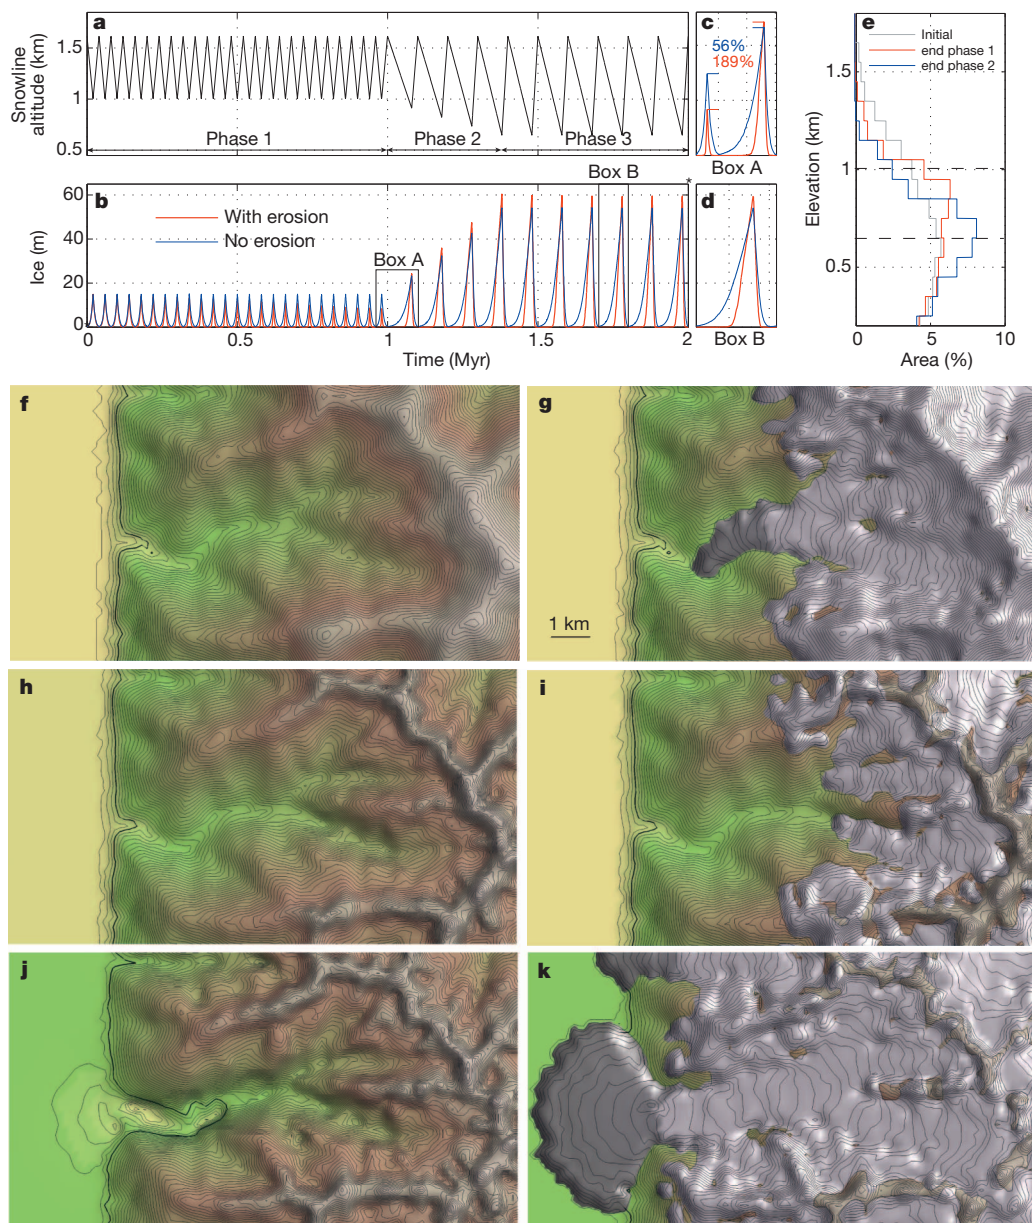 a
Snowline
altitude (km)
1.5
1
0.5
Phase 1
Phase 2
Phase 3
c
56%
189%
Box A
e
Initial
end phase 1
end phase 2
Elevation (km)
1.5
1
0.5
0
5
10
Area (%)
b
With erosion
No erosion
Ice (m)
60
40
20
0
Box A
Box B
*
0
0.5
1
1.5
2
Time (Myr)
d
Box B
f
g
1 km
h
i
j
k